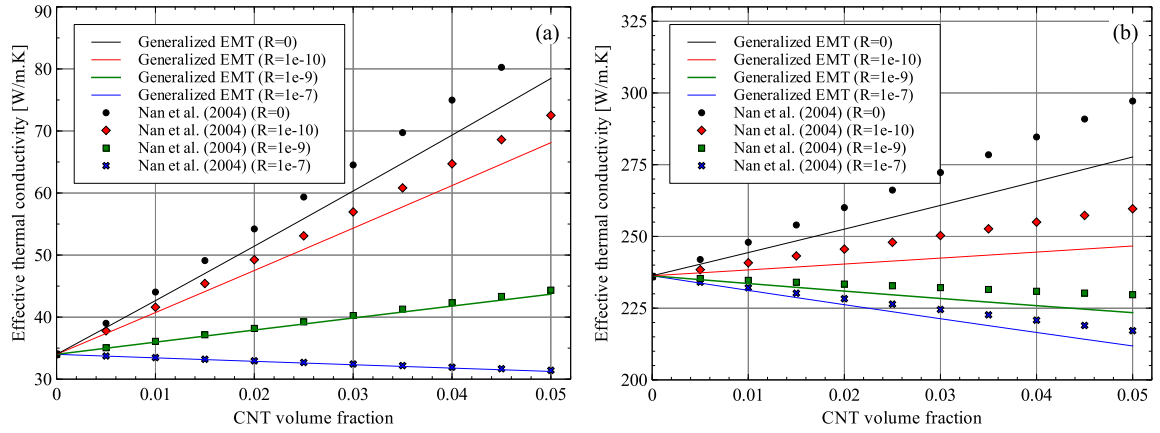 (a)
Effective thermal conductivity [W/m.K]
90
80
70
60
50
40
30
Generalized EMT (R=0)
Generalized EMT (R=1e-10)
Generalized EMT (R=1e-9)
Generalized EMT (R=1e-7)
Nan et al. (2004) (R=0)
Nan et al. (2004) (R=1e-10)
Nan et al. (2004) (R=1e-9)
Nan et al. (2004) (R=1e-7)
0 0.01 0.02 0.03 0.04 0.05
CNT volume fraction
(b)
Effective thermal conductivity [W/m.K]
325
300
275
250
225
200
Generalized EMT (R=0)
Generalized EMT (R=1e-10)
Generalized EMT (R=1e-9)
Generalized EMT (R=1e-7)
Nan et al. (2004) (R=0)
Nan et al. (2004) (R=1e-10)
Nan et al. (2004) (R=1e-9)
Nan et al. (2004) (R=1e-7)
0 0.01 0.02 0.03 0.04 0.05
CNT volume fraction